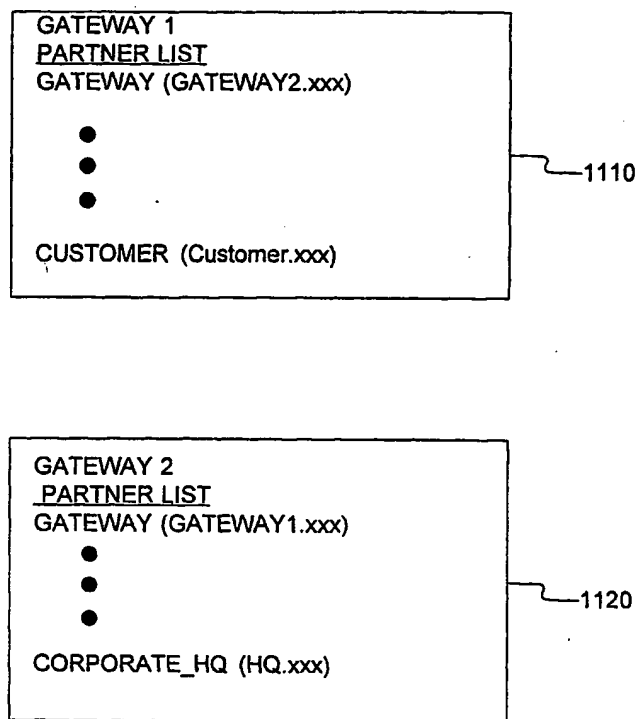 GATEWAY 1
PARTNER LIST
GATEWAY (GATEWAY2.xxx)
●
●
●
1110
CUSTOMER (Customer.xxx)
GATEWAY 2
PARTNER LIST
GATEWAY (GATEWAY1.xxx)
●
●
●
1120
CORPORATE_HQ (HQ.xxx)